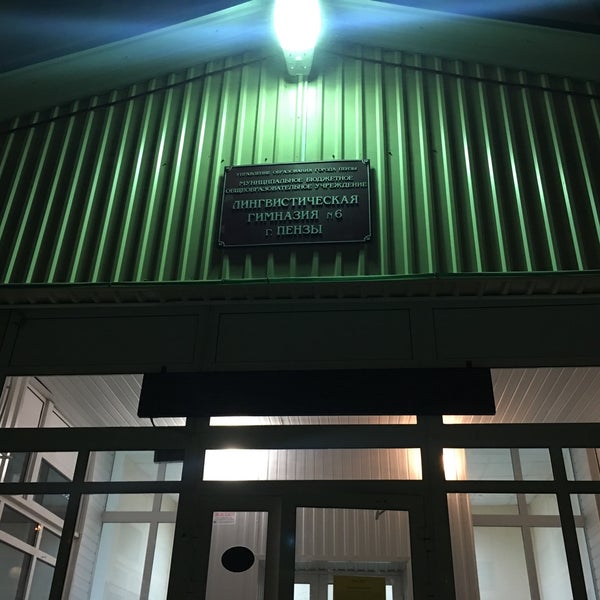 УПРАВЛЕНИЕ ОБРАЗОВАНИЯ ГОРОДА ПЕНЗЫ
МУНИЦИПАЛЬНОЕ БЮДЖЕТНОЕ
ОБЩЕОБРАЗОВАТЕЛЬНОЕ УЧРЕЖДЕНИЕ
ЛИНГВИСТИЧЕСКАЯ
ГИМНАЗИЯ №6
Г. ПЕНЗЫ